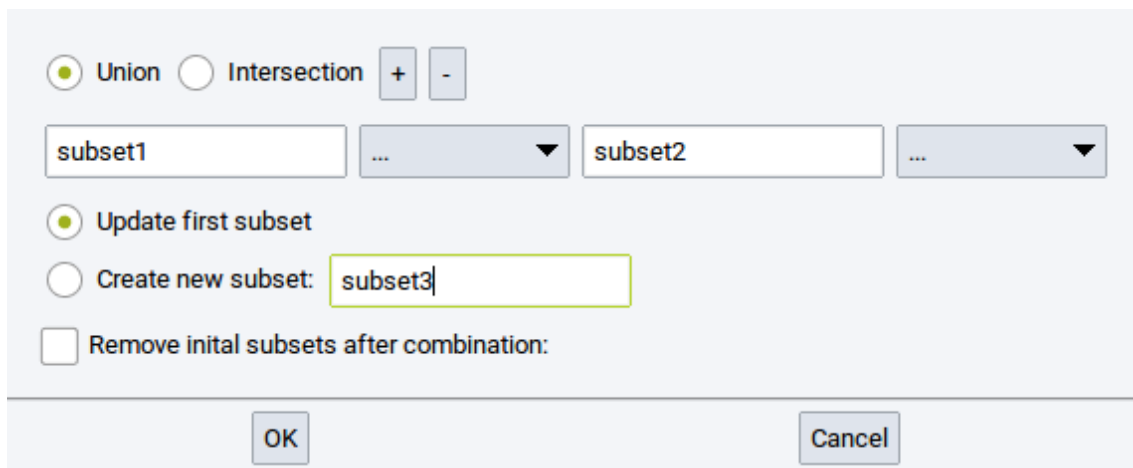 Union Intersection + -
subset1 ... subset2 ...
Update first subset
Create new subset: subset3
Remove inital subsets after combination:
OK Cancel